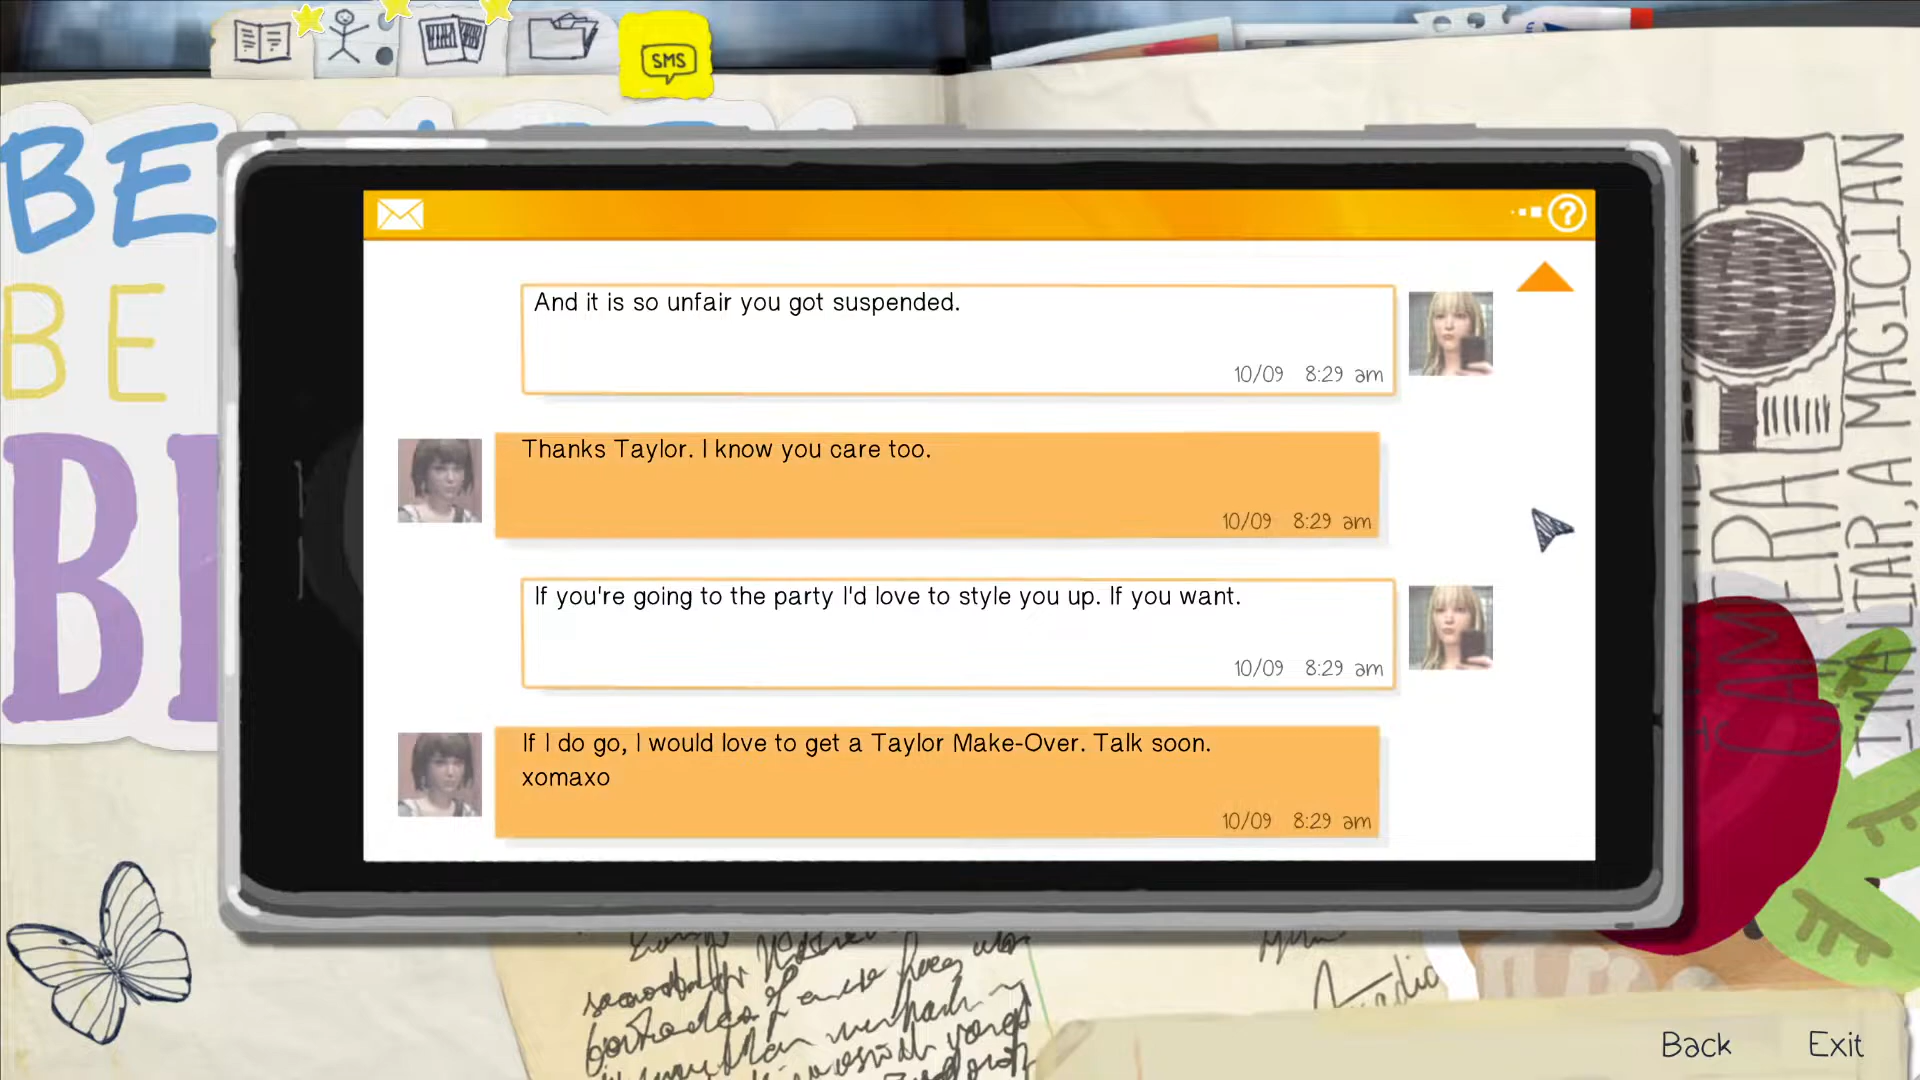 SMS
BE
BE
And it is so unfair you got suspended.
10/09 8:29 am
Thanks Taylor. I know you care too.
10/09 8:29 am
If you're going to the party I'd love to style you up. If you want.
10/09 8:29 am
If I do go, I would love to get a Taylor Make-Over. Talk soon.
xomaxo
10/09 8:29 am
CAMERA
LIAR, A MAGICIAN
Back
Exit